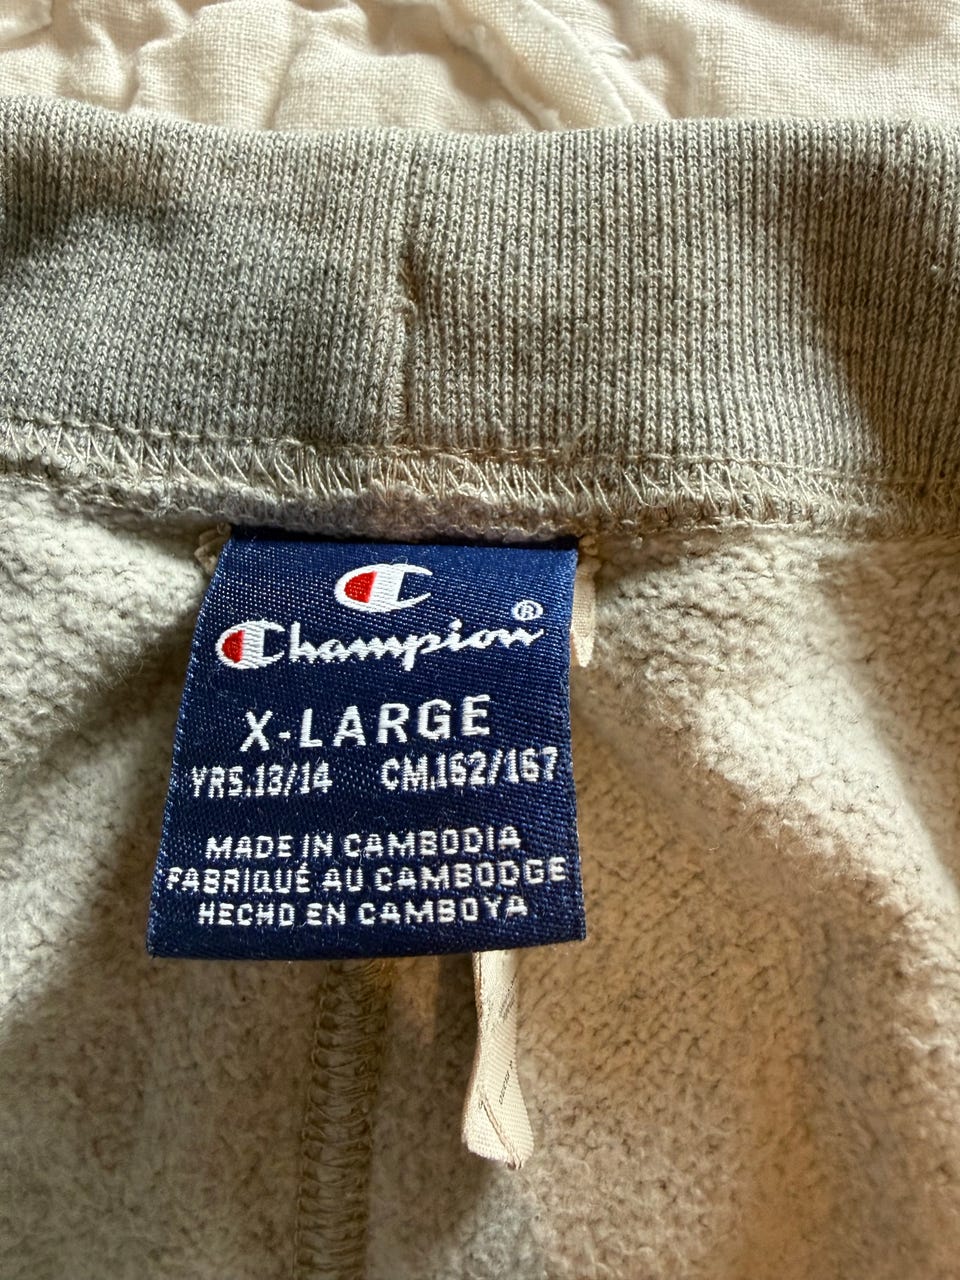 Champion®
X-LARGE
YRS.13/14 CM.162/167
MADE IN CAMBODIA
FABRIQUÉ AU CAMBODGE
HECHO EN CAMBOYA